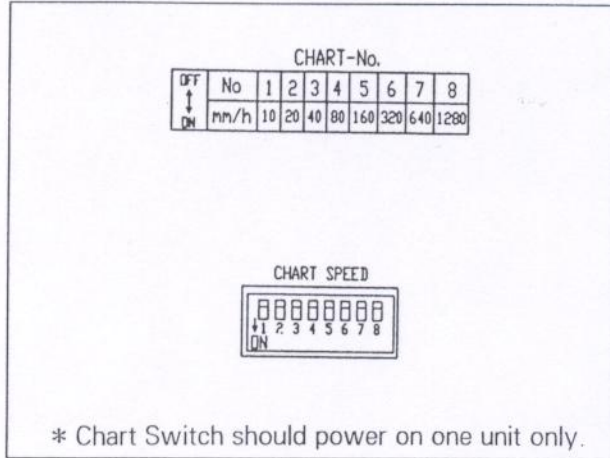 CHART-No.
OFF ↕ ON
No 1 2 3 4 5 6 7 8
mm/h 10 20 40 80 160 320 640 1280
CHART SPEED
↓ 1 2 3 4 5 6 7 8
ON
* Chart Switch should power on one unit only.